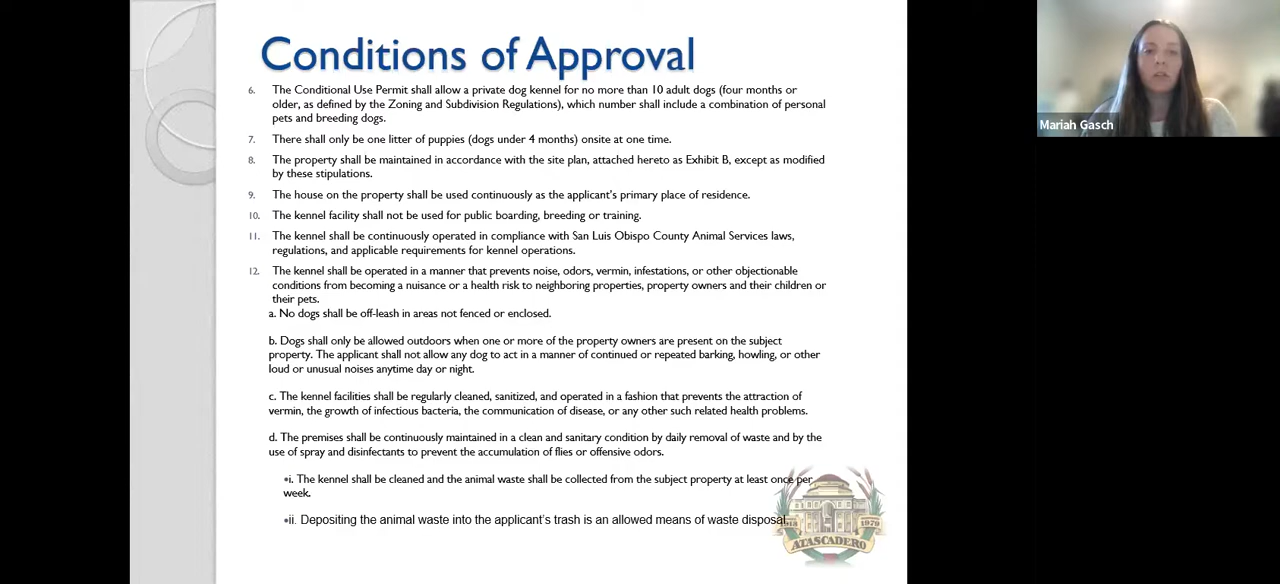 Conditions of Approval
6. The Conditional Use Permit shall allow a private dog kennel for no more than 10 adult dogs (four months or
older, as defined by the Zoning and Subdivision Regulations), which number shall include a combination of personal
pets and breeding dogs.
7. There shall only be one litter of puppies (dogs under 4 months) onsite at one time.
8. The property shall be maintained in accordance with the site plan, attached hereto as Exhibit B, except as modified
by these stipulations.
9. The house on the property shall be used continuously as the applicant's primary place of residence.
10. The kennel facility shall not be used for public boarding, breeding or training.
11. The kennel shall be continuously operated in compliance with San Luis Obispo County Animal Services laws,
regulations, and applicable requirements for kennel operations.
12. The kennel shall be operated in a manner that prevents noise, odors, vermin, infestations, or other objectionable
conditions from becoming a nuisance or a health risk to neighboring properties, property owners and their children or
their pets.
a. No dogs shall be off-leash in areas not fenced or enclosed.
b. Dogs shall only be allowed outdoors when one or more of the property owners are present on the subject
property. The applicant shall not allow any dog to act in a manner of continued or repeated barking, howling, or other
loud or unusual noises anytime day or night.
c. The kennel facilities shall be regularly cleaned, sanitized, and operated in a fashion that prevents the attraction of
vermin, the growth of infectious bacteria, the communication of disease, or any other such related health problems.
d. The premises shall be continuously maintained in a clean and sanitary condition by daily removal of waste and by the
use of spray and disinfectants to prevent the accumulation of flies or offensive odors.
•i. The kennel shall be cleaned and the animal waste shall be collected from the subject property at least once per
week.
•ii. Depositing the animal waste into the applicant's trash is an allowed means of waste disposal.
1918 1979
ATASCADERO
Mariah Gasch